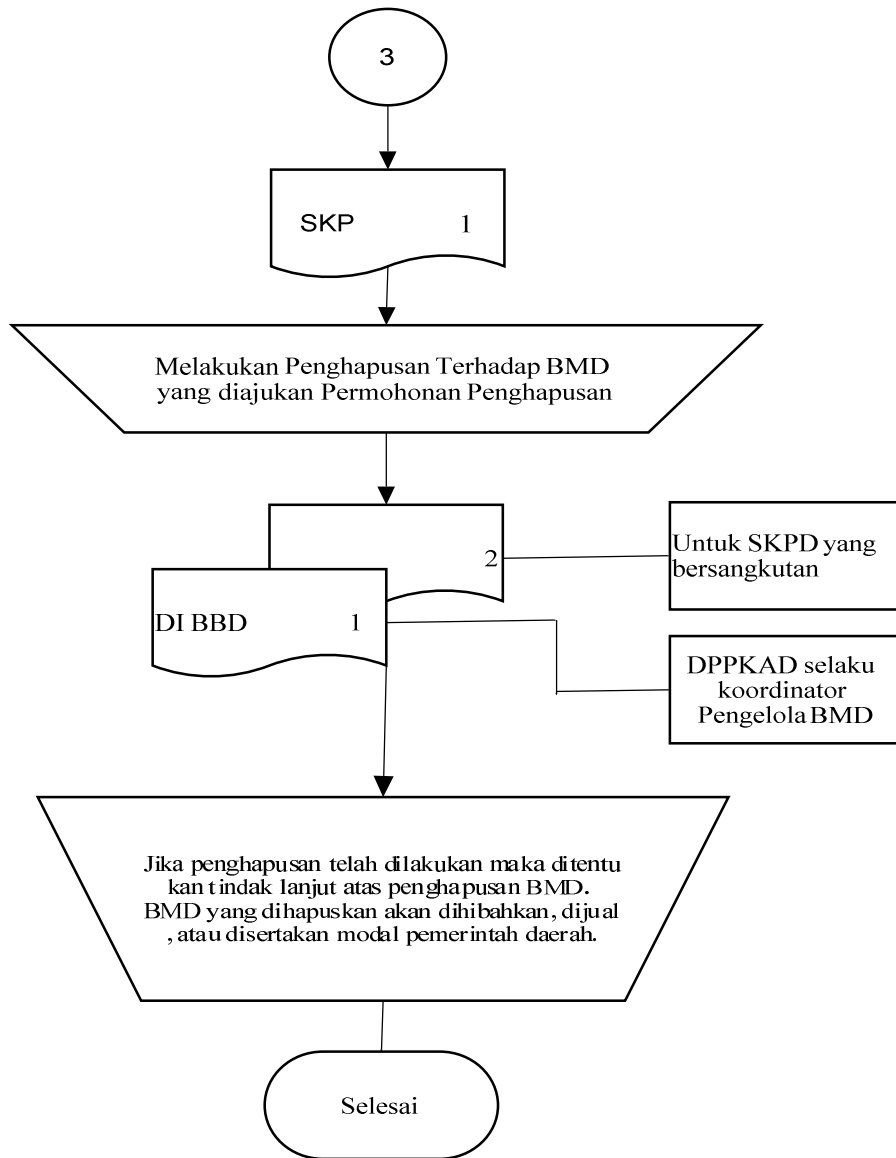 3
SKP 1
Melakukan Penghapusan Terhadap BMD
yang diajukan Permohonan Penghapusan
2
Untuk SKPD yang
bersangkutan
DI BBD 1
DPPKAD selaku
koordinator
Pengelola BMD
Jika penghapusan telah dilakukan maka ditentu
kan tindak lanjut atas penghapusan BMD.
BMD yang dihapuskan akan dihibahkan, dijual
, atau disertakan modal pemerintah daerah.
Selesai